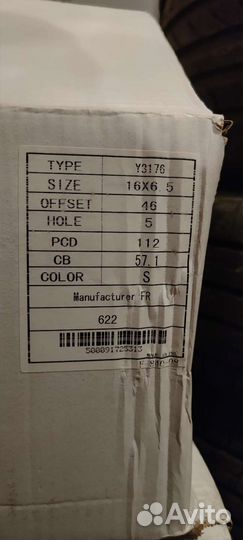 TYPE Y3176
SIZE 16X6.5
OFFSET 46
HOLE 5
PCD 112
CB 57.1
COLOR S
Manufacturer FR
622
Avito